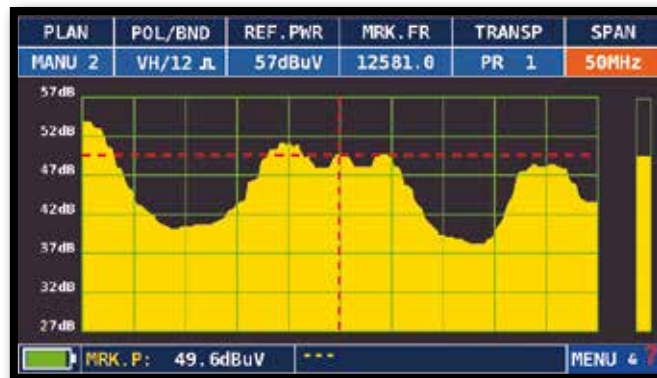 PLAN POL/BND REF.PWR MRK.FR TRANSP SPAN
MANU 2 VH/12 57dBuV 12581.0 PR 1 50MHz
57dB
52dB
47dB
42dB
37dB
32dB
27dB
MRK.P: 49.6dBuV --- MENU 4